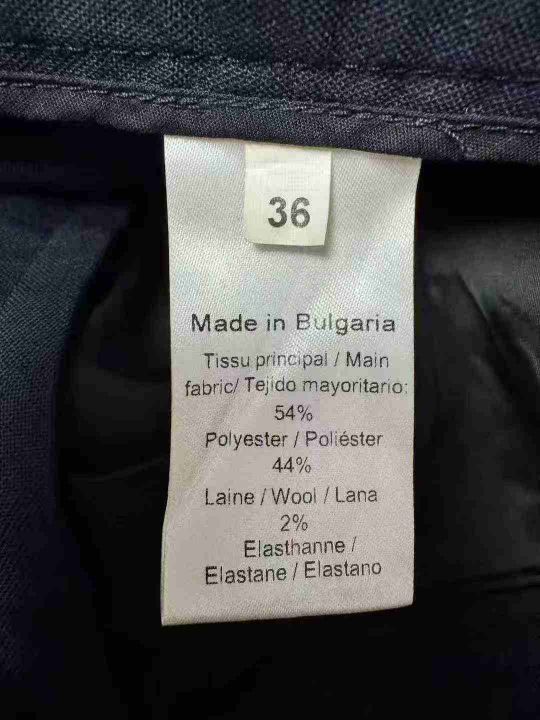 36
Made in Bulgaria
Tissu principal / Main
fabric/ Tejido mayoritario:
54%
Polyester / Poliéster
44%
Laine / Wool / Lana
2%
Elasthanne /
Elastane / Elastano